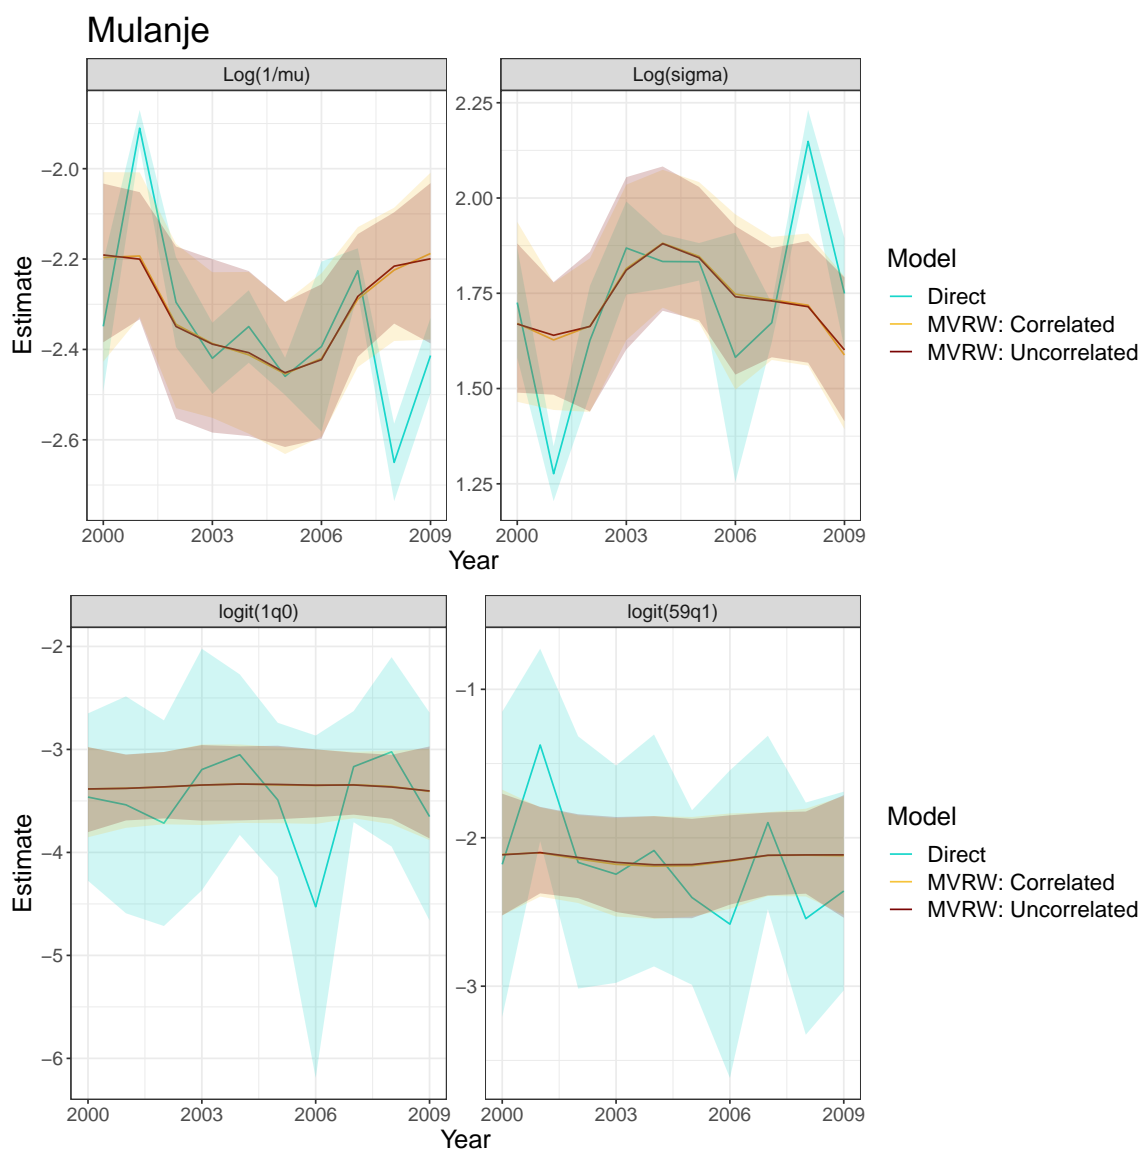 Mulanje
Log(1/mu)
Log(sigma)
−2.0
−2.2
−2.4
−2.6
2.25
2.00
1.75
1.50
1.25
Estimate
2000
2003
2006
2009
2000
2003
2006
2009
Year
Model
Direct
MVRW: Correlated
MVRW: Uncorrelated
logit(1q0)
logit(59q1)
−2
−3
−4
−5
−6
−1
−2
−3
Estimate
2000
2003
2006
2009
2000
2003
2006
2009
Year
Model
Direct
MVRW: Correlated
MVRW: Uncorrelated